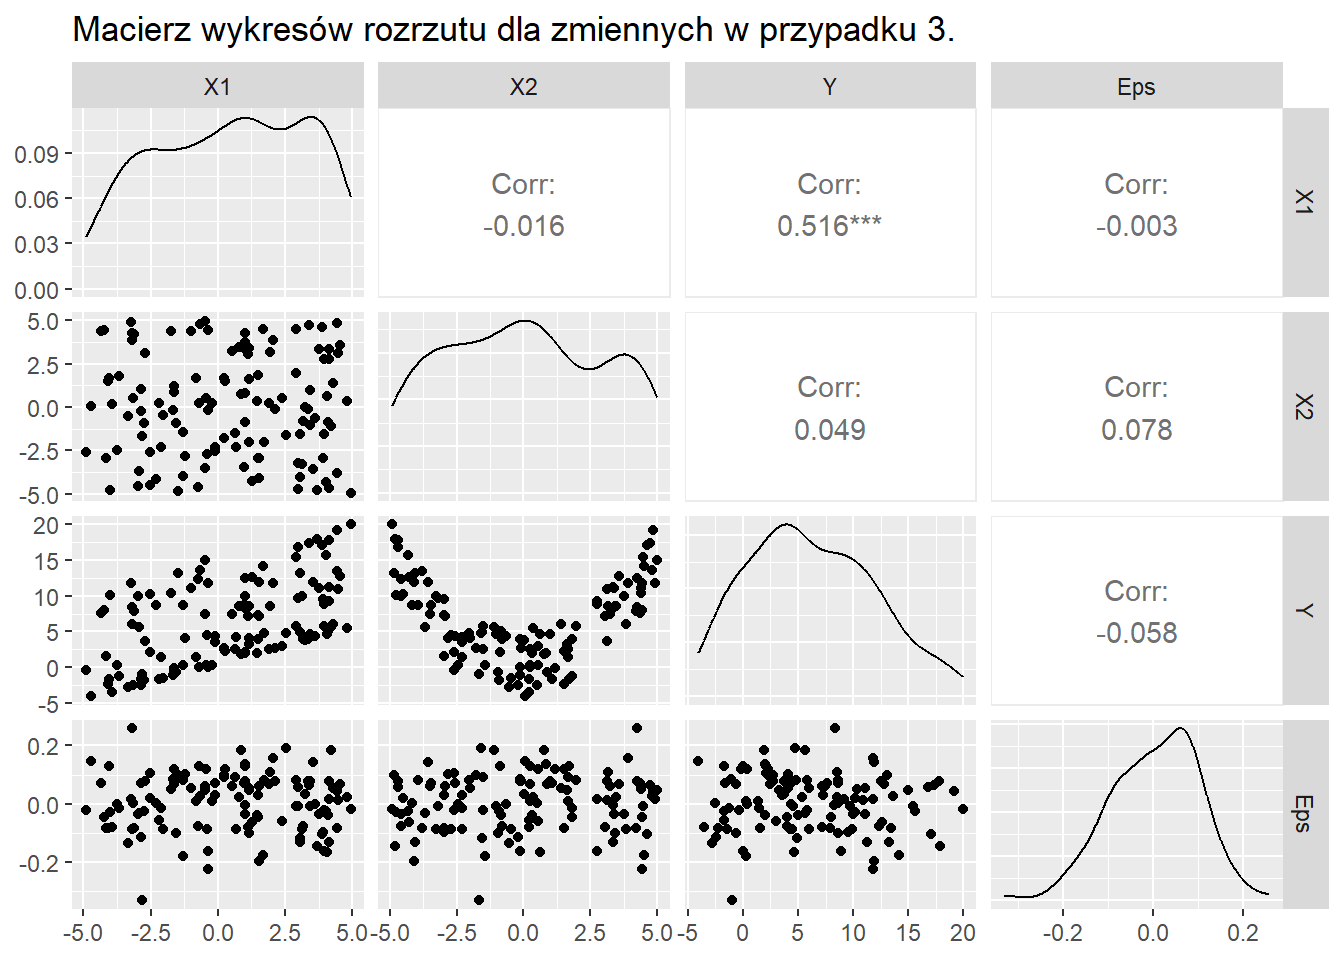 Macierz wykresów rozrzutu dla zmiennych w przypadku 3.
X1 X2 Y Eps
0.09
0.06
0.03
0.00
Corr:
-0.016
Corr:
0.516***
Corr:
-0.003
X1
5.0
2.5
0.0
-2.5
-5.0
Corr:
0.049
Corr:
0.078
X2
20
15
10
5
0
-5
Corr:
-0.058
Y
0.2
0.0
-0.2
Eps
-5.0 -2.5 0.0 2.5 5.0 -5.0 -2.5 0.0 2.5 5.0 -5 0 5 10 15 20 -0.2 0.0 0.2